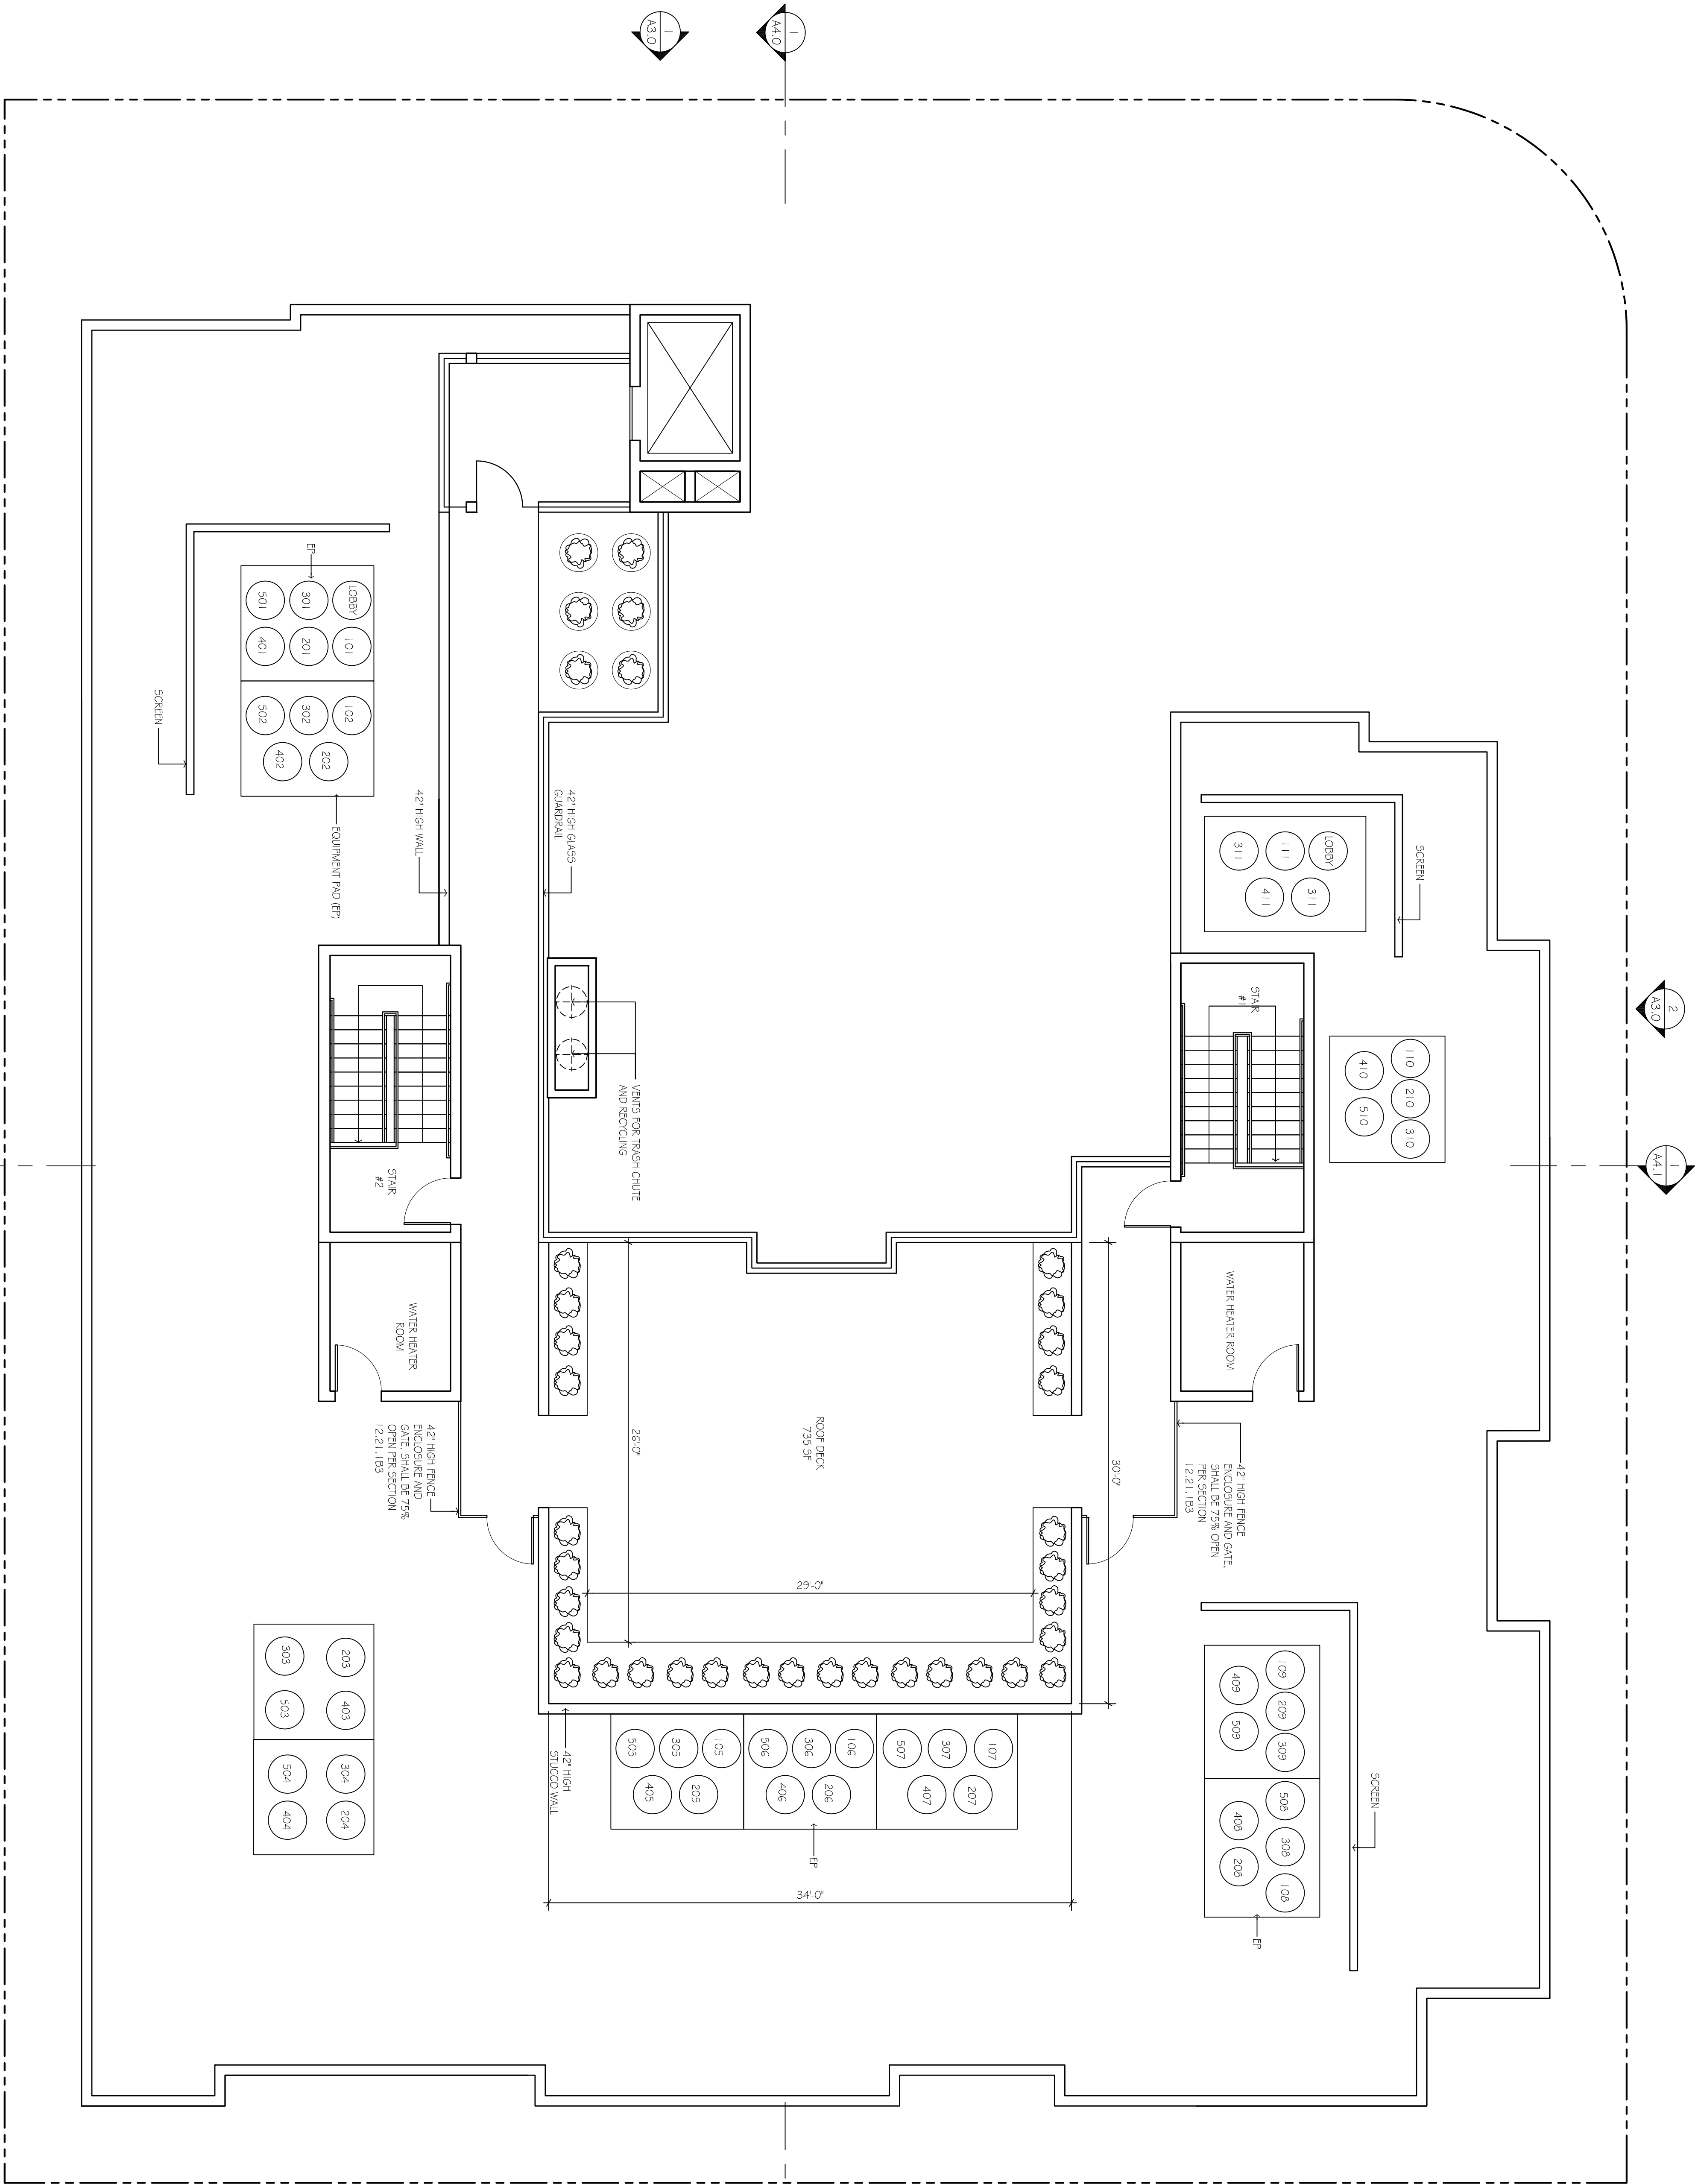 1
A3.0
1
A4.0
2
A3.0
1
A4.1
LOBBY
101
301
201
501
401
EP
102
302
202
502
402
SCREEN
EQUIPMENT PAD (EP)
42" HIGH WALL
42" HIGH GLASS
GUARDRAIL
LOBBY
111
311
311
411
SCREEN
STAIR
#1
110
210
310
410
510
VENTS FOR TRASH CHUTE
AND RECYCLING
STAIR
#2
WATER HEATER
ROOM
WATER HEATER ROOM
42" HIGH FENCE
ENCLOSURE AND
GATE, SHALL BE 75%
OPEN PER SECTION
12.21.1B3
42" HIGH FENCE
ENCLOSURE AND GATE,
SHALL BE 75% OPEN
PER SECTION
12.21.1B3
ROOF DECK
735 SF
26'-0"
30'-0"
29'-0"
34'-0"
42" HIGH
STUCCO WALL
203
303
403
503
304
504
204
404
105
305
505
205
405
106
306
506
206
406
107
307
507
207
407
EP
109
209
309
409
509
508
308
108
408
208
EP
SCREEN